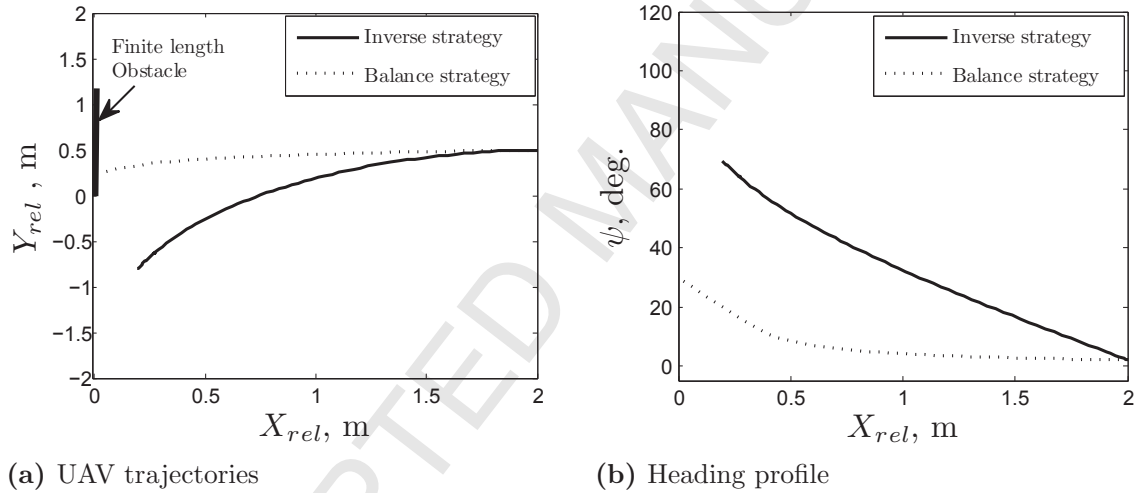 Finite length
Obstacle
Inverse strategy
Balance strategy
2
1.5
1
0.5
0
−0.5
−1
−1.5
−2
0
0.5
1
1.5
2
Y_rel , m
X_rel, m
(a) UAV trajectories
Inverse strategy
Balance strategy
120
100
80
60
40
20
0
0
0.5
1
1.5
2
ψ, deg.
X_rel, m
(b) Heading profile